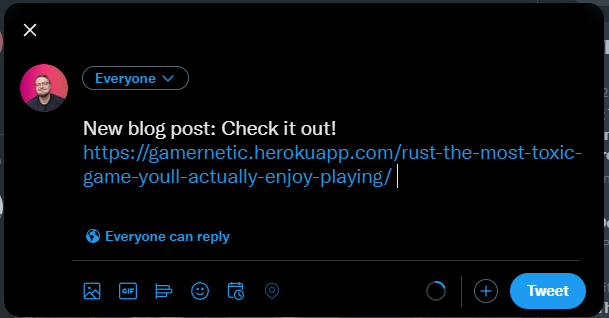 Everyone
New blog post: Check it out!
https://gamernetic.herokuapp.com/rust-the-most-toxic-
game-youll-actually-enjoy-playing/
Everyone can reply
GIF
Tweet